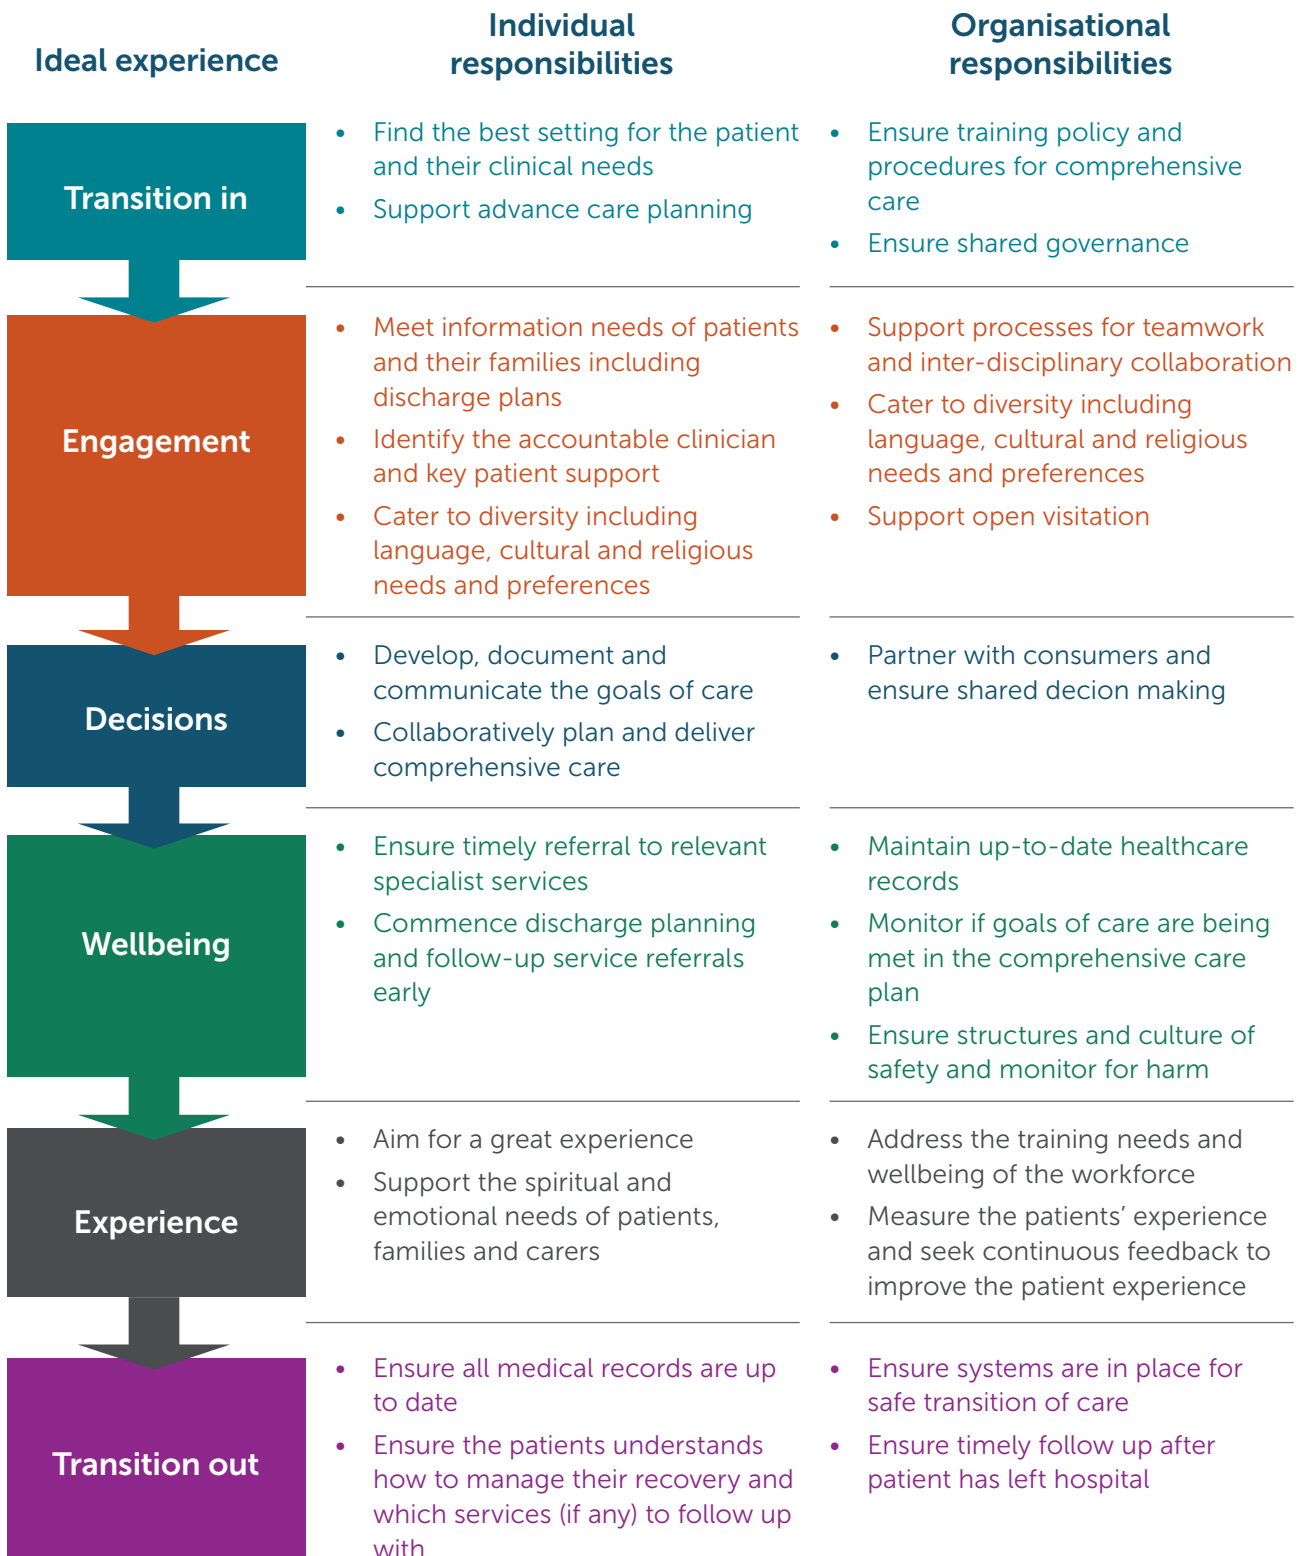 Ideal experience
Individual
responsibilities
Organisational
responsibilities
Transition in
• Find the best setting for the patient
and their clinical needs
• Support advance care planning
• Ensure training policy and
procedures for comprehensive
care
• Ensure shared governance
Engagement
• Meet information needs of patients
and their families including
discharge plans
• Identify the accountable clinician
and key patient support
• Cater to diversity including
language, cultural and religious
needs and preferences
• Support processes for teamwork
and inter-disciplinary collaboration
• Cater to diversity including
language, cultural and religious
needs and preferences
• Support open visitation
Decisions
• Develop, document and
communicate the goals of care
• Collaboratively plan and deliver
comprehensive care
• Partner with consumers and
ensure shared decion making
Wellbeing
• Ensure timely referral to relevant
specialist services
• Commence discharge planning
and follow-up service referrals
early
• Maintain up-to-date healthcare
records
• Monitor if goals of care are being
met in the comprehensive care
plan
• Ensure structures and culture of
safety and monitor for harm
Experience
• Aim for a great experience
• Support the spiritual and
emotional needs of patients,
families and carers
• Address the training needs and
wellbeing of the workforce
• Measure the patients’ experience
and seek continuous feedback to
improve the patient experience
Transition out
• Ensure all medical records are up
to date
• Ensure the patients understands
how to manage their recovery and
which services (if any) to follow up
with
• Ensure systems are in place for
safe transition of care
• Ensure timely follow up after
patient has left hospital